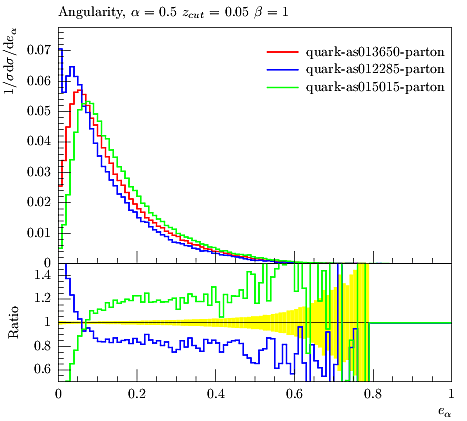 Angularity, α = 0.5 z_cut = 0.05 β = 1
1/σ dσ/de_α
0.07
0.06
0.05
0.04
0.03
0.02
0.01
0
quark-as013650-parton
quark-as012285-parton
quark-as015015-parton
Ratio
1.4
1.2
1
0.8
0.6
0 0.2 0.4 0.6 0.8 1
e_α